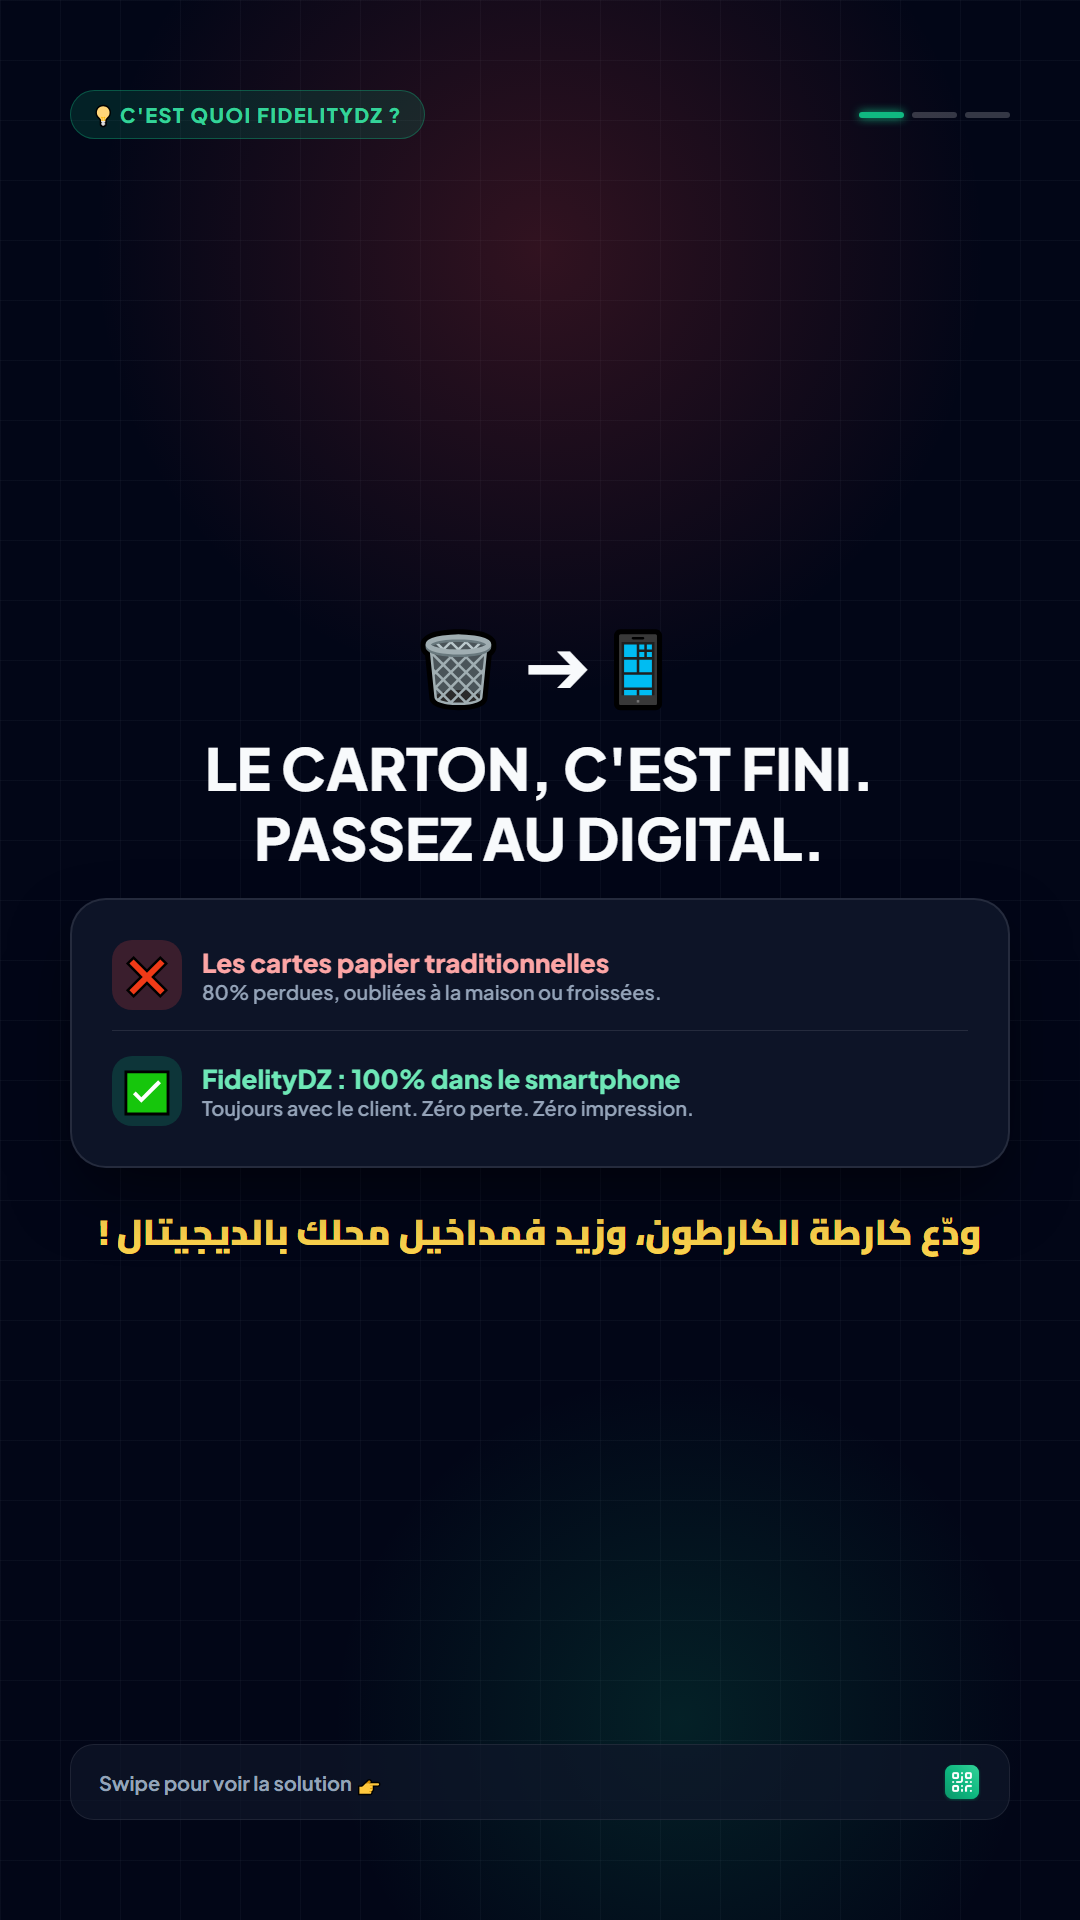 💡 C'EST QUOI FIDELITYDZ ?
LE CARTON, C'EST FINI.
PASSEZ AU DIGITAL.
Les cartes papier traditionnelles
80% perdues, oubliées à la maison ou froissées.
FidelityDZ : 100% dans le smartphone
Toujours avec le client. Zéro perte. Zéro impression.
ودّع كارطة الكارطون، وزيد فمداخيل محلك بالديجيتال !
Swipe pour voir la solution 👉